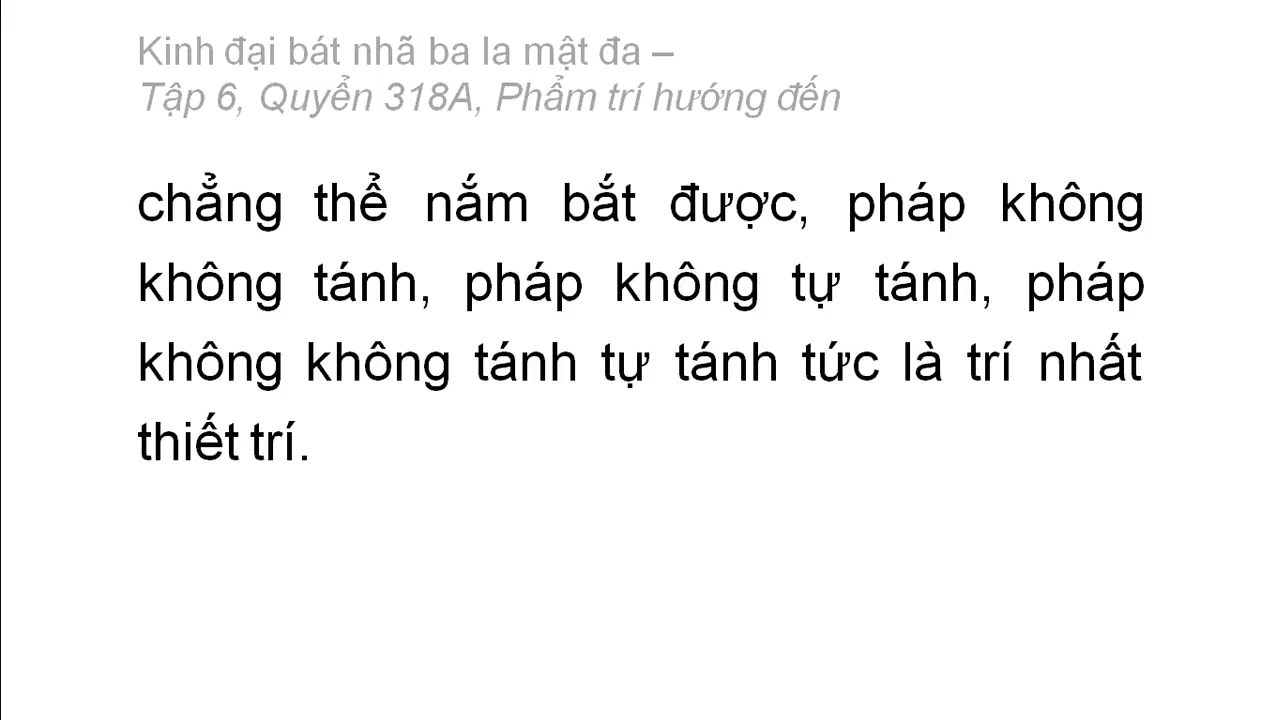 Kinh đại bát nhã ba la mật đa –
Tập 6, Quyển 318A, Phẩm trí hướng đến
chẳng thể nắm bắt được, pháp không
không tánh, pháp không tự tánh, pháp
không không tánh tự tánh tức là trí nhất
thiết trí.